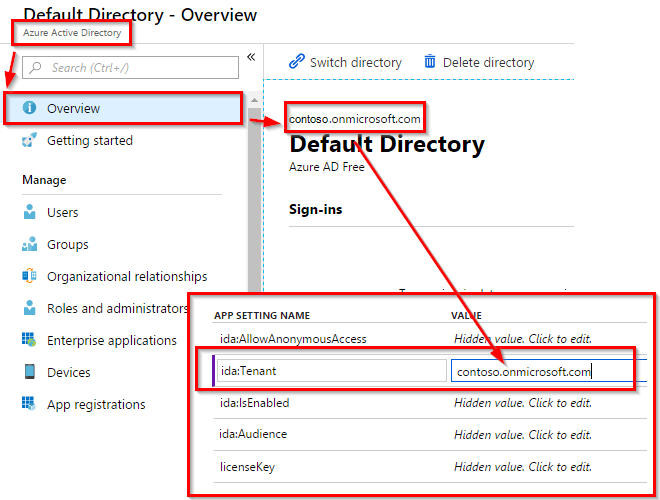 Default Directory - Overview
Azure Active Directory
Search (Ctrl+/)
«
Overview
Getting started
Manage
Users
Groups
Organizational relationships
Roles and administrators
Enterprise applications
Devices
App registrations
Switch directory
Delete directory
contoso.onmicrosoft.com
Default Directory
Azure AD Free
Sign-ins
APP SETTING NAME VALUE
ida:AllowAnonymousAccess Hidden value. Click to edit.
ida:Tenant contoso.onmicrosoft.com
ida:IsEnabled Hidden value. Click to edit.
ida:Audience Hidden value. Click to edit.
licenseKey Hidden value. Click to edit.